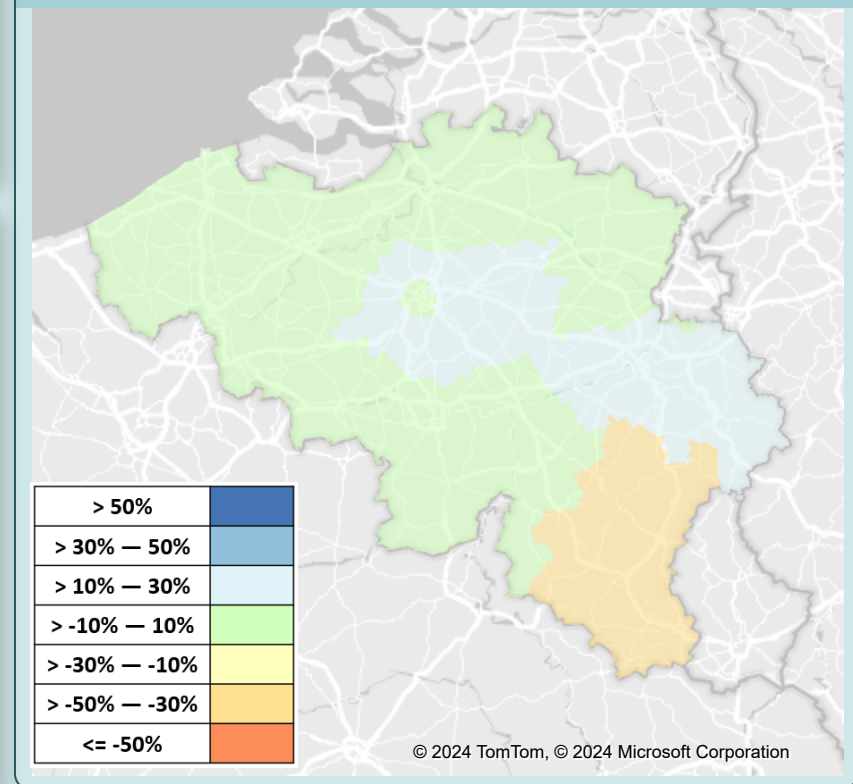 > 50%
> 30% — 50%
> 10% — 30%
> -10% — 10%
> -30% — -10%
> -50% — -30%
<= -50%
© 2024 TomTom, © 2024 Microsoft Corporation